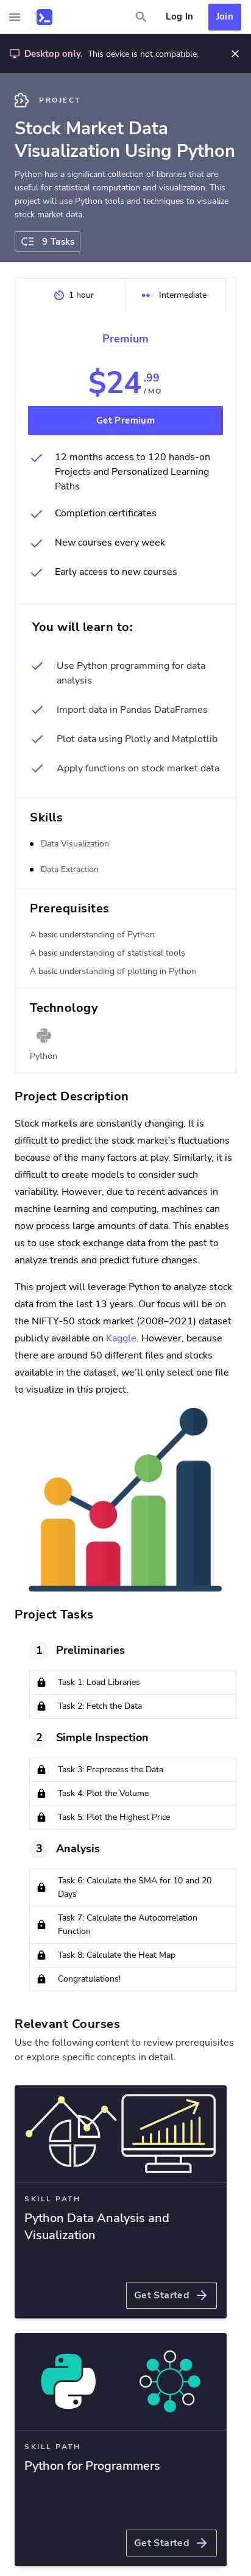 Log In
Join
Desktop only. This device is not compatible.
PROJECT
Stock Market Data
Visualization Using Python
Python has a significant collection of libraries that are
useful for statistical computation and visualization. This
project will use Python tools and techniques to visualize
stock market data.
9 Tasks
1 hour
Intermediate
Premium
$24.99
/ MO
Get Premium
12 months access to 120 hands-on
Projects and Personalized Learning
Paths
Completion certificates
New courses every week
Early access to new courses
You will learn to:
Use Python programming for data
analysis
Import data in Pandas DataFrames
Plot data using Plotly and Matplotlib
Apply functions on stock market data
Skills
Data Visualization
Data Extraction
Prerequisites
A basic understanding of Python
A basic understanding of statistical tools
A basic understanding of plotting in Python
Technology
Python
Project Description
Stock markets are constantly changing. It is
difficult to predict the stock market's fluctuations
because of the many factors at play. Similarly, it is
difficult to create models to consider such
variability. However, due to recent advances in
machine learning and computing, machines can
now process large amounts of data. This enables
us to use stock exchange data from the past to
analyze trends and predict future changes.
This project will leverage Python to analyze stock
data from the last 13 years. Our focus will be on
the NIFTY-50 stock market (2008–2021) dataset
publicly available on Kaggle. However, because
there are around 50 different files and stocks
available in the dataset, we'll only select one file
to visualize in this project.
Project Tasks
1 Preliminaries
Task 1: Load Libraries
Task 2: Fetch the Data
2 Simple Inspection
Task 3: Preprocess the Data
Task 4: Plot the Volume
Task 5: Plot the Highest Price
3 Analysis
Task 6: Calculate the SMA for 10 and 20
Days
Task 7: Calculate the Autocorrelation
Function
Task 8: Calculate the Heat Map
Congratulations!
Relevant Courses
Use the following content to review prerequisites
or explore specific concepts in detail.
SKILL PATH
Python Data Analysis and
Visualization
Get Started
SKILL PATH
Python for Programmers
Get Started